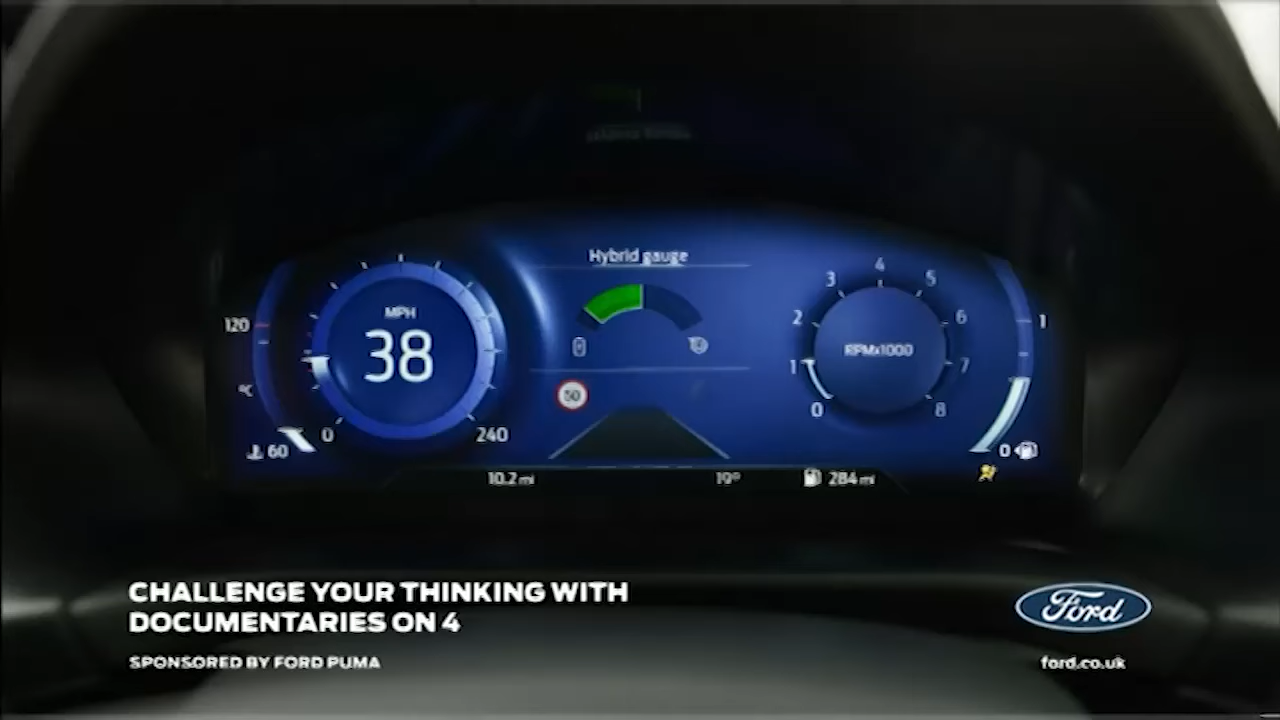 Hybrid gauge
MPH
38
120
°C
60
0
240
50
0
1
2
3
4
5
6
7
8
RPMx1000
1
0
10.2 mi
19°
284 mi
CHALLENGE YOUR THINKING WITH
DOCUMENTARIES ON 4
SPONSORED BY FORD PUMA
Ford
ford.co.uk